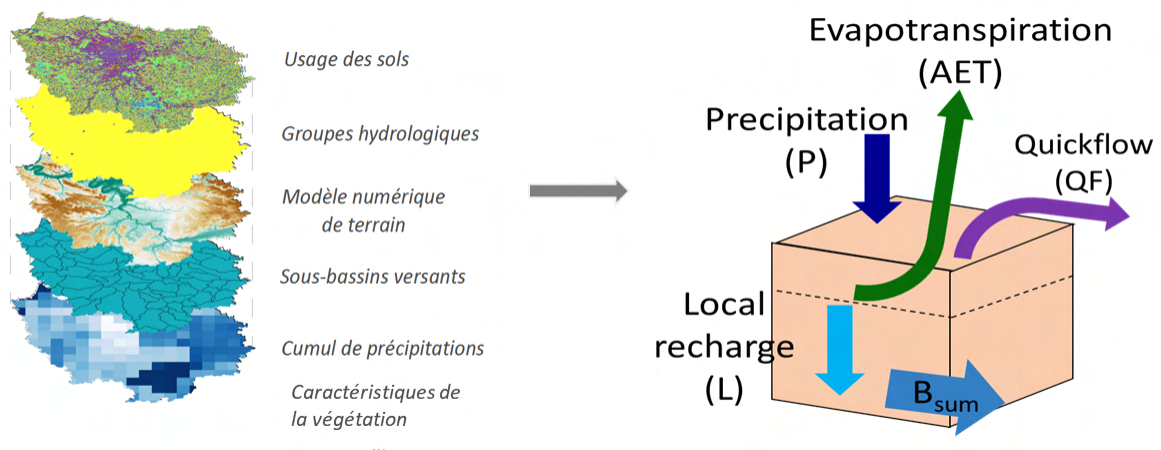 Usage des sols
Groupes hydrologiques
Modèle numérique
de terrain
Sous-bassins versants
Cumul de précipitations
Caractéristiques de
la végétation
Evapotranspiration
(AET)
Precipitation
(P)
Quickflow
(QF)
Local
recharge
(L)
Bsum